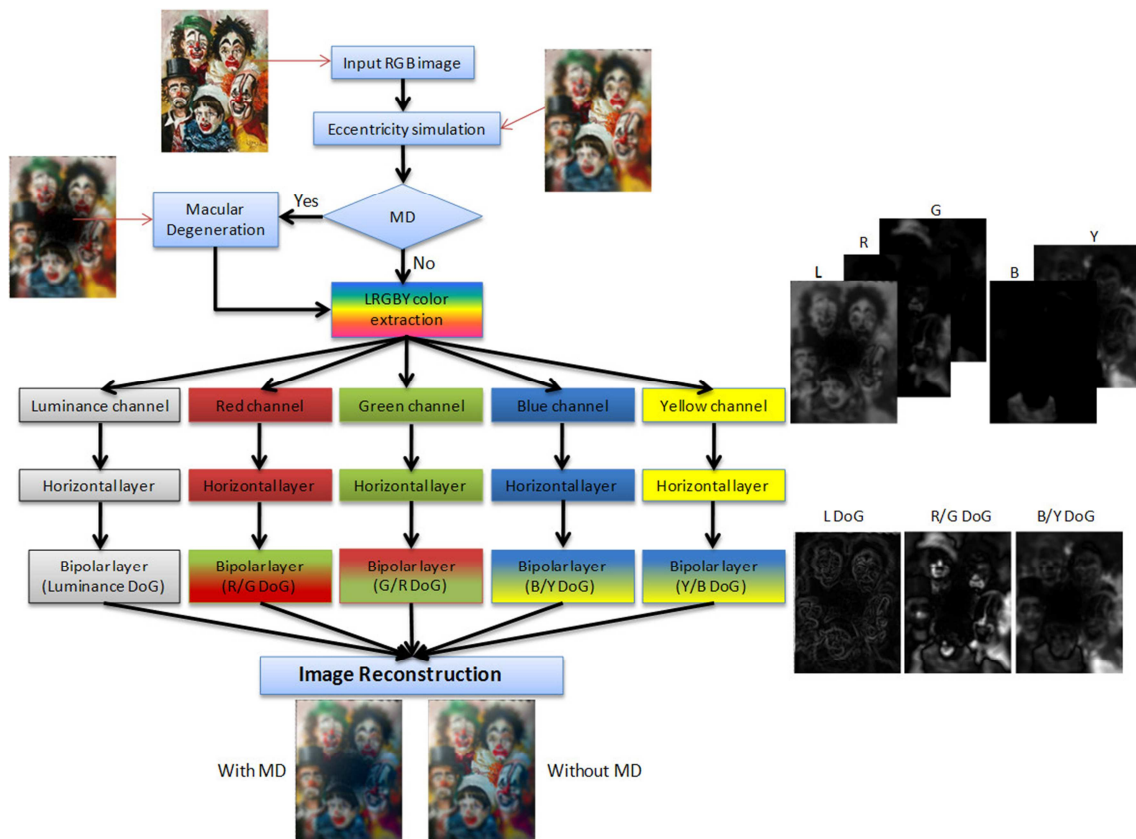 Input RGB image
Eccentricity simulation
MD
Yes
Macular
Degeneration
No
LRGBY color
extraction
G
R
Y
L
B
Luminance channel
Red channel
Green channel
Blue channel
Yellow channel
Horizontal layer
Horizontal layer
Horizontal layer
Horizontal layer
Horizontal layer
L DoG
R/G DoG
B/Y DoG
Bipolar layer
(Luminance DoG)
Bipolar layer
(R/G DoG)
Bipolar layer
(G/R DoG)
Bipolar layer
(B/Y DoG)
Bipolar layer
(Y/B DoG)
Image Reconstruction
With MD
Without MD